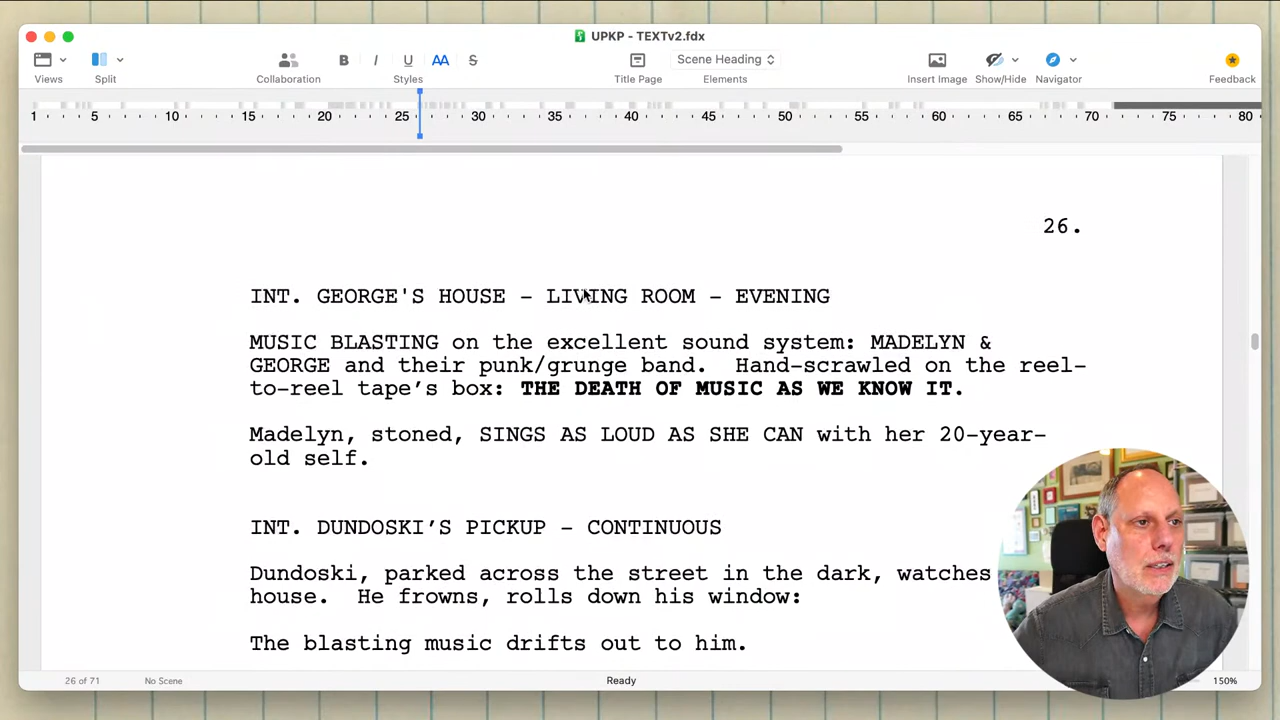 UPKP - TEXTv2.fdx
Views
Split
Collaboration
B I U AA S
Styles
Title Page
Scene Heading
Elements
Insert Image
Show/Hide
Navigator
Feedback
1 5 10 15 20 25 30 35 40 45 50 55 60 65 70 75 80
26.
INT. GEORGE'S HOUSE – LIVING ROOM – EVENING
MUSIC BLASTING on the excellent sound system: MADELYN &
GEORGE and their punk/grunge band.  Hand-scrawled on the reel-
to-reel tape’s box: THE DEATH OF MUSIC AS WE KNOW IT.
Madelyn, stoned, SINGS AS LOUD AS SHE CAN with her 20-year-
old self.
INT. DUNDOSKI’S PICKUP – CONTINUOUS
Dundoski, parked across the street in the dark, watches
house.  He frowns, rolls down his window:
The blasting music drifts out to him.
26 of 71
No Scene
Ready
150%